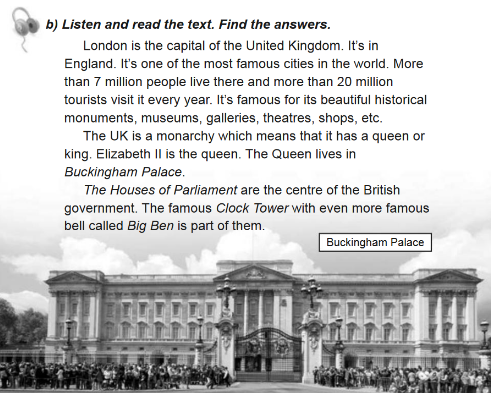 b) Listen and read the text. Find the answers.
London is the capital of the United Kingdom. It's in
England. It's one of the most famous cities in the world. More
than 7 million people live there and more than 20 million
tourists visit it every year. It's famous for its beautiful historical
monuments, museums, galleries, theatres, shops, etc.
The UK is a monarchy which means that it has a queen or
king. Elizabeth II is the queen. The Queen lives in
Buckingham Palace.
The Houses of Parliament are the centre of the British
government. The famous Clock Tower with even more famous
bell called Big Ben is part of them.
Buckingham Palace